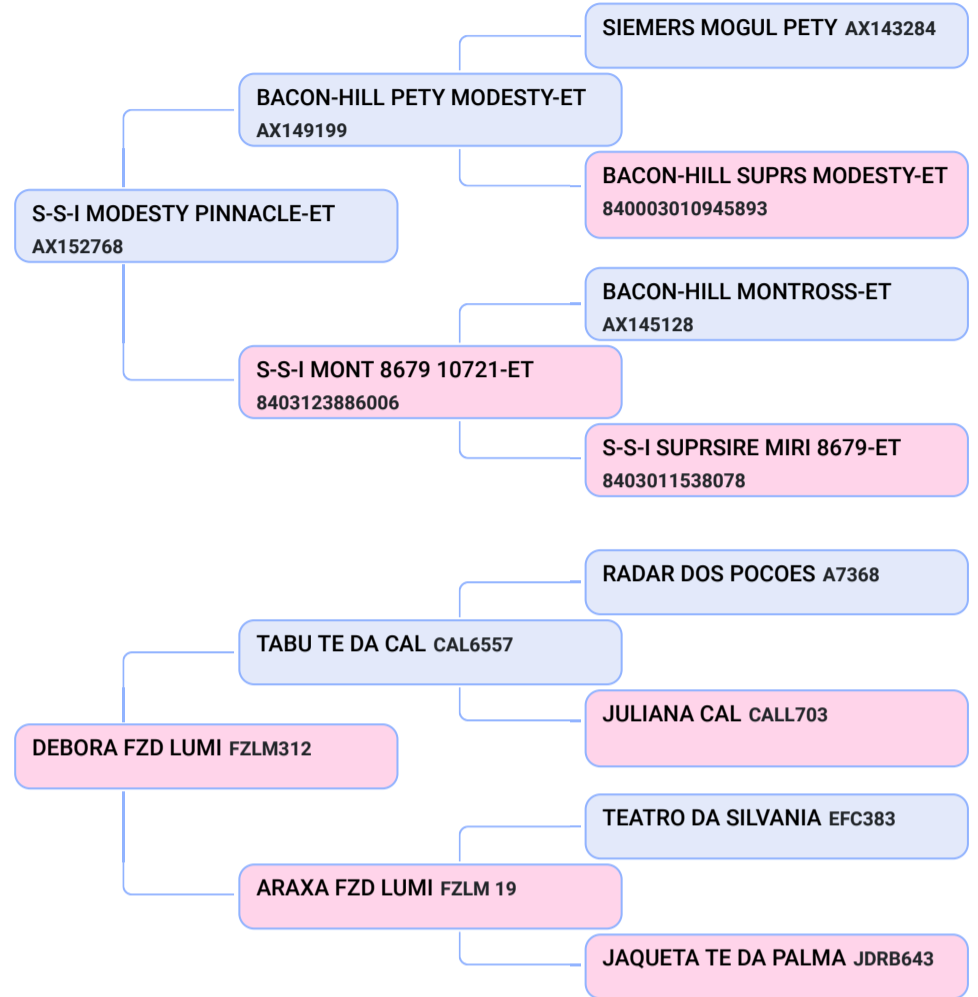 SIEMERS MOGUL PETY AX143284
BACON-HILL PETY MODESTY-ET
AX149199
BACON-HILL SUPRS MODESTY-ET
840003010945893
S-S-I MODESTY PINNACLE-ET
AX152768
BACON-HILL MONTROSS-ET
AX145128
S-S-I MONT 8679 10721-ET
8403123886006
S-S-I SUPRSIRE MIRI 8679-ET
8403011538078
RADAR DOS POCOES A7368
TABU TE DA CAL CAL6557
JULIANA CAL CALL703
DEBORA FZD LUMI FZLM312
TEATRO DA SILVANIA EFC383
ARAXA FZD LUMI FZLM 19
JAQUETA TE DA PALMA JDRB643